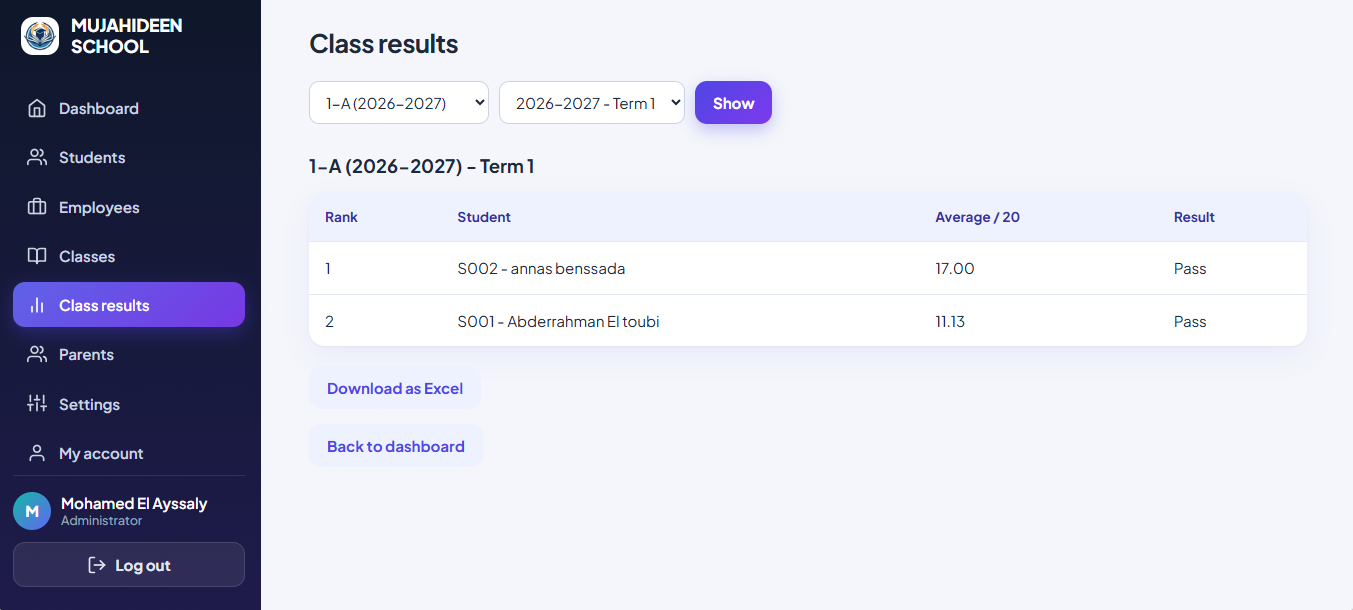 MUJAHIDEEN
SCHOOL
Dashboard
Students
Employees
Classes
Class results
Parents
Settings
My account
M
Mohamed El Ayssaly
Administrator
Log out
Class results
1-A (2026-2027)
2026-2027 - Term 1
Show
1-A (2026-2027) - Term 1
Rank Student Average / 20 Result
1 S002 - annas benssada 17.00 Pass
2 S001 - Abderrahman El toubi 11.13 Pass
Download as Excel
Back to dashboard